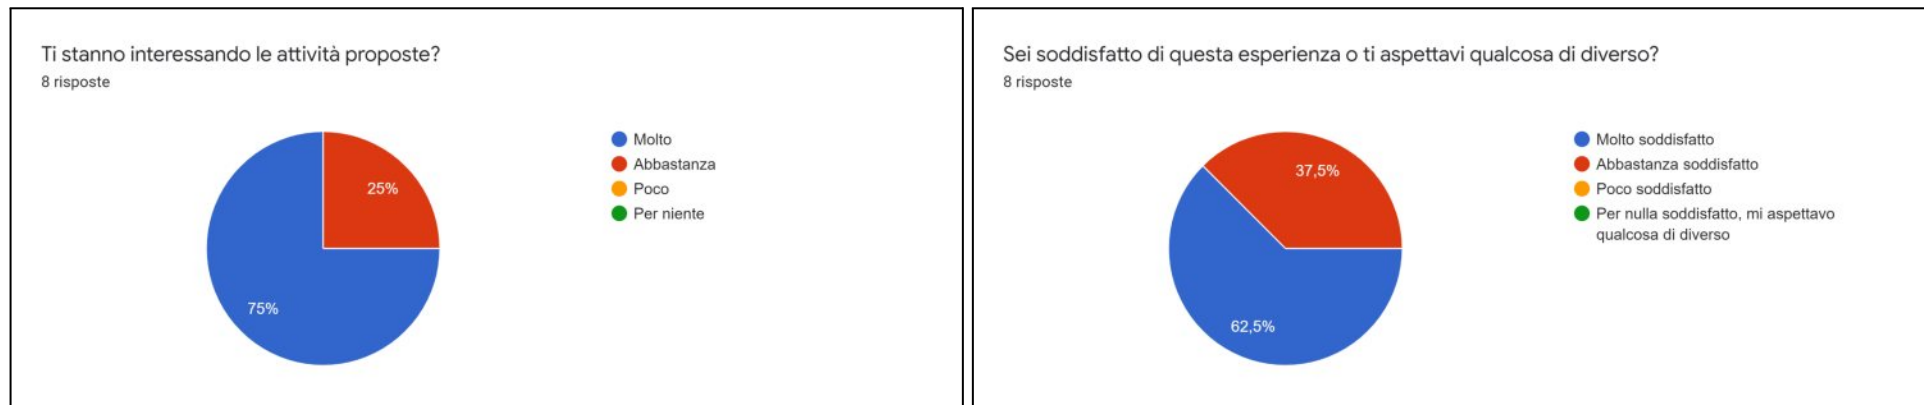 Ti stanno interessando le attività proposte?
8 risposte
Molto
Abbastanza
Poco
Per niente
25%
75%
Sei soddisfatto di questa esperienza o ti aspettavi qualcosa di diverso?
8 risposte
Molto soddisfatto
Abbastanza soddisfatto
Poco soddisfatto
Per nulla soddisfatto, mi aspettavo
qualcosa di diverso
37,5%
62,5%